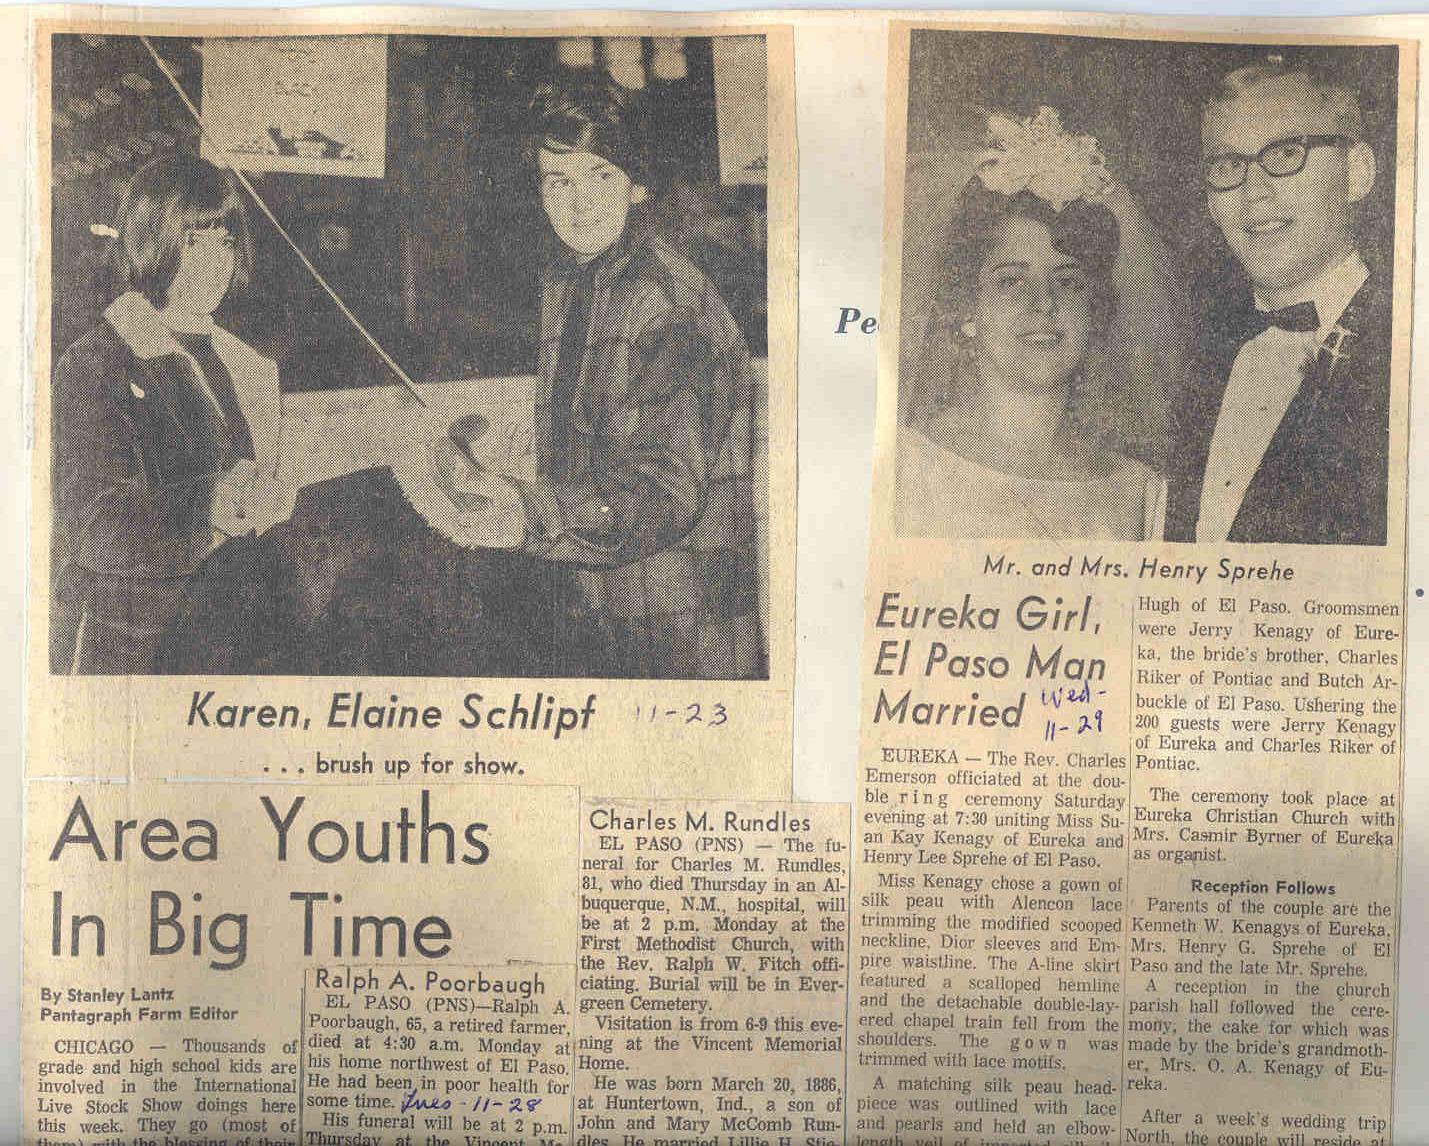 Karen, Elaine Schlipf 11-23
. . . brush up for show.
Area Youths
In Big Time
By Stanley Lantz
Pantagraph Farm Editor
CHICAGO — Thousands of
grade and high school kids are
involved in the International
Live Stock Show doings here
this week. They go (most of
them) with the blessing of their
Ralph A. Poorbaugh
EL PASO (PNS)—Ralph A.
Poorbaugh, 65, a retired farmer,
died at 4:30 a.m. Monday at
his home northwest of El Paso.
He had been in poor health for
some time. Tues - 11-28
His funeral will be at 2 p.m.
Thursday at the Vincent Me-
Charles M. Rundles
EL PASO (PNS) — The fu-
neral for Charles M. Rundles,
81, who died Thursday in an Al-
buquerque, N.M., hospital, will
be at 2 p.m. Monday at the
First Methodist Church, with
the Rev. Ralph W. Fitch offi-
ciating. Burial will be in Ever-
green Cemetery.
Visitation is from 6-9 this eve-
ning at the Vincent Memorial
Home.
He was born March 20, 1886,
at Huntertown, Ind., a son of
John and Mary McComb Run-
dles. He married Lillie H. Stie-
Pe
Mr. and Mrs. Henry Sprehe
Eureka Girl,
El Paso Man
Married Wed-
11-29
EUREKA — The Rev. Charles
Emerson officiated at the dou-
ble ring ceremony Saturday
evening at 7:30 uniting Miss Su-
an Kay Kenagy of Eureka and
Henry Lee Sprehe of El Paso.
Miss Kenagy chose a gown of
silk peau with Alencon lace
trimming the modified scooped
neckline, Dior sleeves and Em-
pire waistline. The A-line skirt
featured a scalloped hemline
and the detachable double-lay-
ered chapel train fell from the
shoulders. The gown was
trimmed with lace motifs.
A matching silk peau head-
piece was outlined with lace
and pearls and held an elbow-
length veil of imported
Hugh of El Paso. Groomsmen
were Jerry Kenagy of Eure-
ka, the bride's brother, Charles
Riker of Pontiac and Butch Ar-
buckle of El Paso. Ushering the
200 guests were Jerry Kenagy
of Eureka and Charles Riker of
Pontiac.
The ceremony took place at
Eureka Christian Church with
Mrs. Casmir Byrner of Eureka
as organist.
Reception Follows
Parents of the couple are the
Kenneth W. Kenagys of Eureka,
Mrs. Henry G. Sprehe of El
Paso and the late Mr. Sprehe.
A reception in the church
parish hall followed the cere-
mony, the cake for which was
made by the bride's grandmoth-
er, Mrs. O. A. Kenagy of Eu-
reka.
After a week's wedding trip
North, the couple will reside